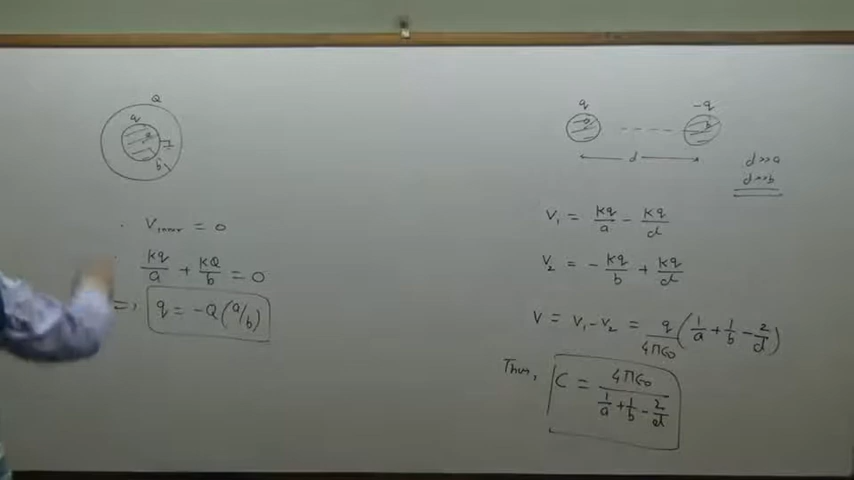 Q
q
a
b
V_inner = 0
kq/a + kQ/b = 0
=> q = -Q(a/b)
q -q
a b
d
d >> a
d >> b
V₁ = kq/a - kq/d
V₂ = - kq/b + kq/d
V = V₁ - V₂ = q/4πε₀ (1/a + 1/b - 2/d)
Thus, C = 4πε₀ / (1/a + 1/b - 2/d)